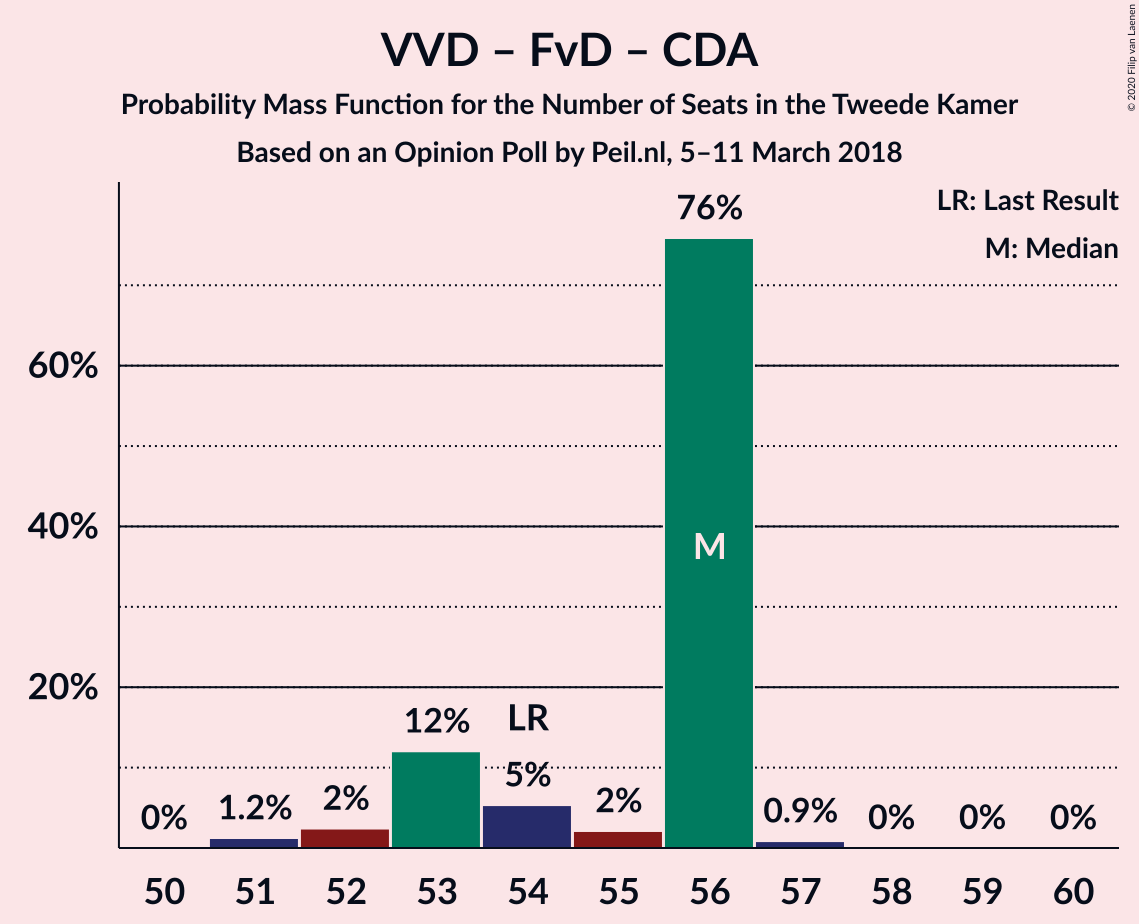 VVD – FvD – CDA
Probability Mass Function for the Number of Seats in the Tweede Kamer
Based on an Opinion Poll by Peil.nl, 5–11 March 2018
© 2020 Filip van Laenen
LR: Last Result
M: Median
60%
40%
20%
0%
1.2%
2%
12%
LR
5%
2%
76%
M
0.9%
0%
0%
0%
50 51 52 53 54 55 56 57 58 59 60